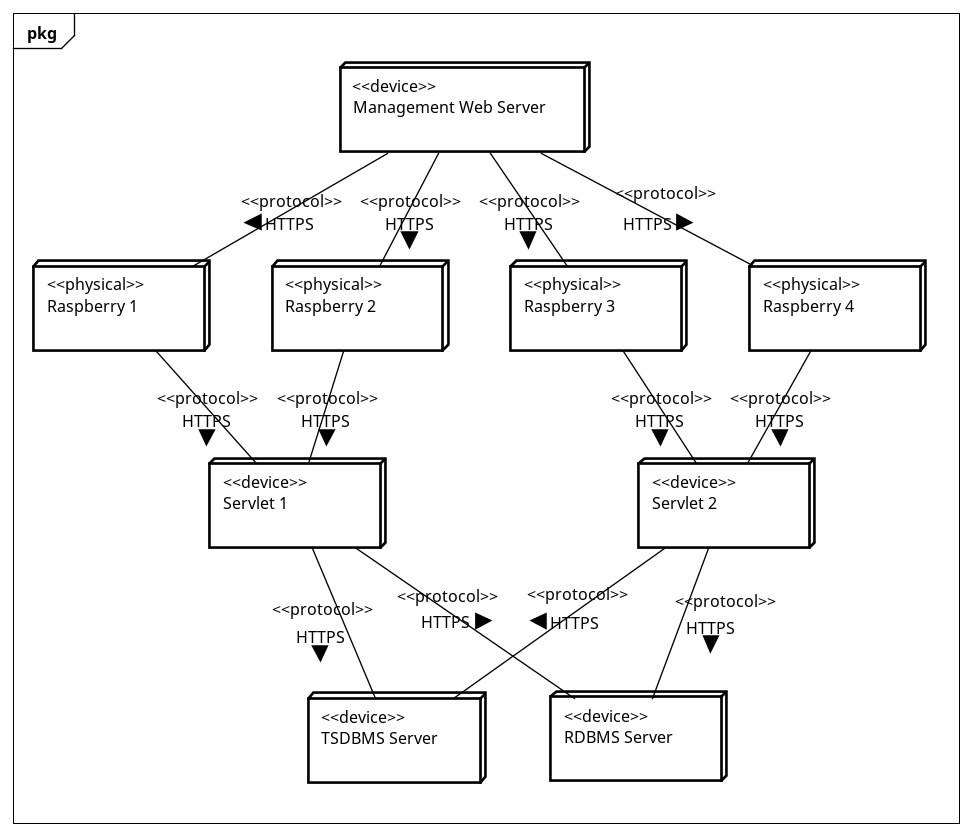 pkg
<<device>>
Management Web Server
<<protocol>>
HTTPS
<<protocol>>
HTTPS
<<protocol>>
HTTPS
<<protocol>>
HTTPS
<<physical>>
Raspberry 1
<<physical>>
Raspberry 2
<<physical>>
Raspberry 3
<<physical>>
Raspberry 4
<<protocol>>
HTTPS
<<protocol>>
HTTPS
<<protocol>>
HTTPS
<<protocol>>
HTTPS
<<device>>
Servlet 1
<<device>>
Servlet 2
<<protocol>>
HTTPS
<<protocol>>
HTTPS
<<protocol>>
HTTPS
<<protocol>>
HTTPS
<<device>>
TSDBMS Server
<<device>>
RDBMS Server